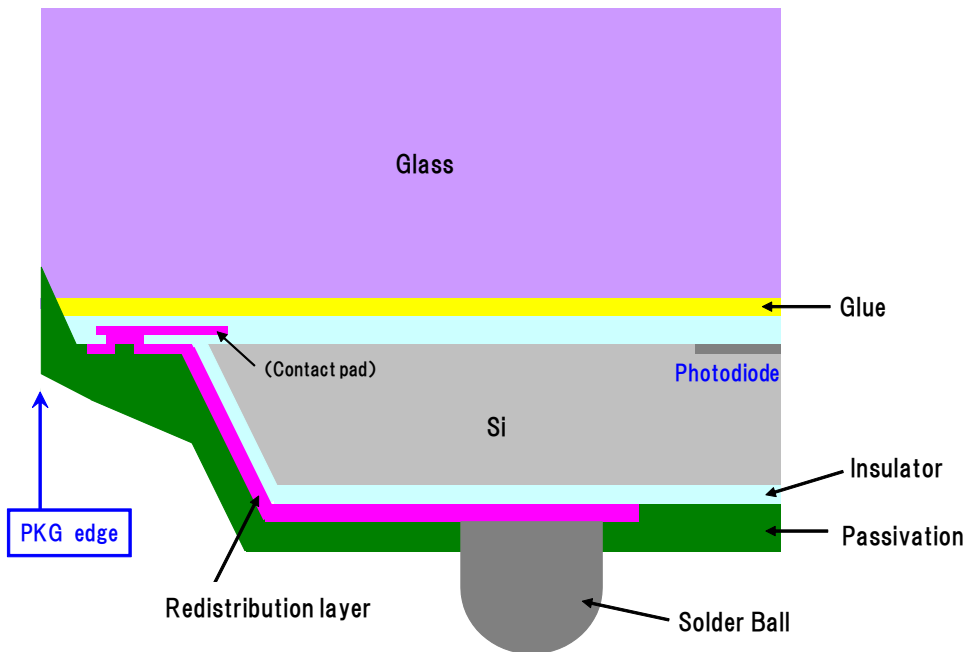 Glass
Glue
(Contact pad)
Photodiode
Si
Insulator
PKG edge
Passivation
Redistribution layer
Solder Ball